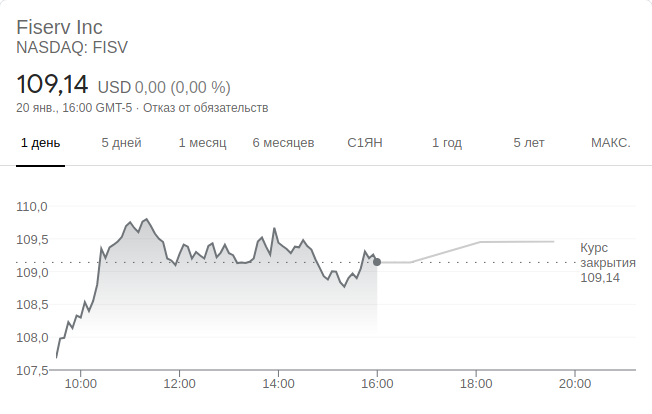 Fiserv Inc
NASDAQ: FISV
109,14 USD 0,00 (0,00 %)
20 янв., 16:00 GMT-5 · Отказ от обязательств
1 день 5 дней 1 месяц 6 месяцев С1ЯН 1 год 5 лет МАКС.
110,0
109,5
109,0
108,5
108,0
107,5
Курс
закрытия
109,14
10:00 12:00 14:00 16:00 18:00 20:00